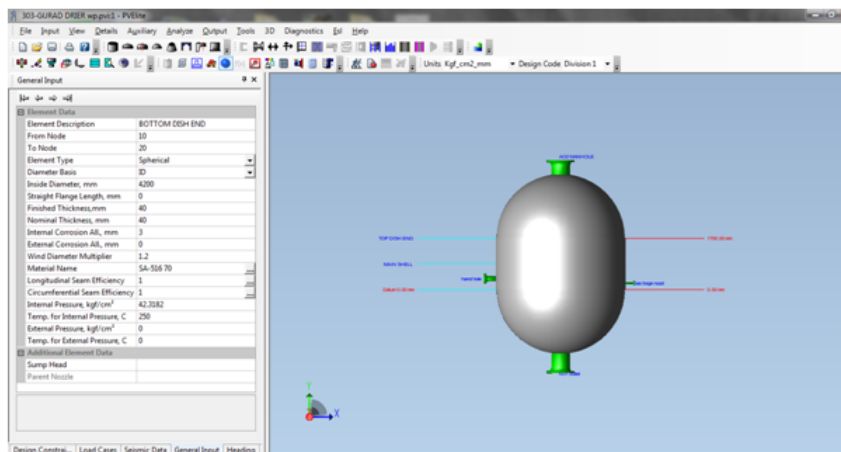 303-GURAD DRIER wp.pvc1 - PVElite
File Input View Details Auxiliary Analyze Output Tools 3D Diagnostics Esl Help
Units Kgf_cm2_mm Design Code Division 1
General Input
Element Data
Element Description BOTTOM DISH END
From Node 10
To Node 20
Element Type Spherical
Diameter Basis ID
Inside Diameter, mm 4200
Straight Flange Length, mm 0
Finished Thickness,mm 40
Nominal Thickness, mm 40
Internal Corrosion All., mm 3
External Corrosion All., mm 0
Wind Diameter Multiplier 1.2
Material Name SA-516 70
Longitudinal Seam Efficiency 1
Circumferential Seam Efficiency 1
Internal Pressure, kgf/cm² 42.3182
Temp. for Internal Pressure, C 250
External Pressure, kgf/cm² 0
Temp. for External Pressure, C 0
Additional Element Data
Sump Head
Parent Nozzle
TOP DISH END
MAIN SHELL
Y
X
Design Constrai... Load Cases Seismic Data General Input Heading